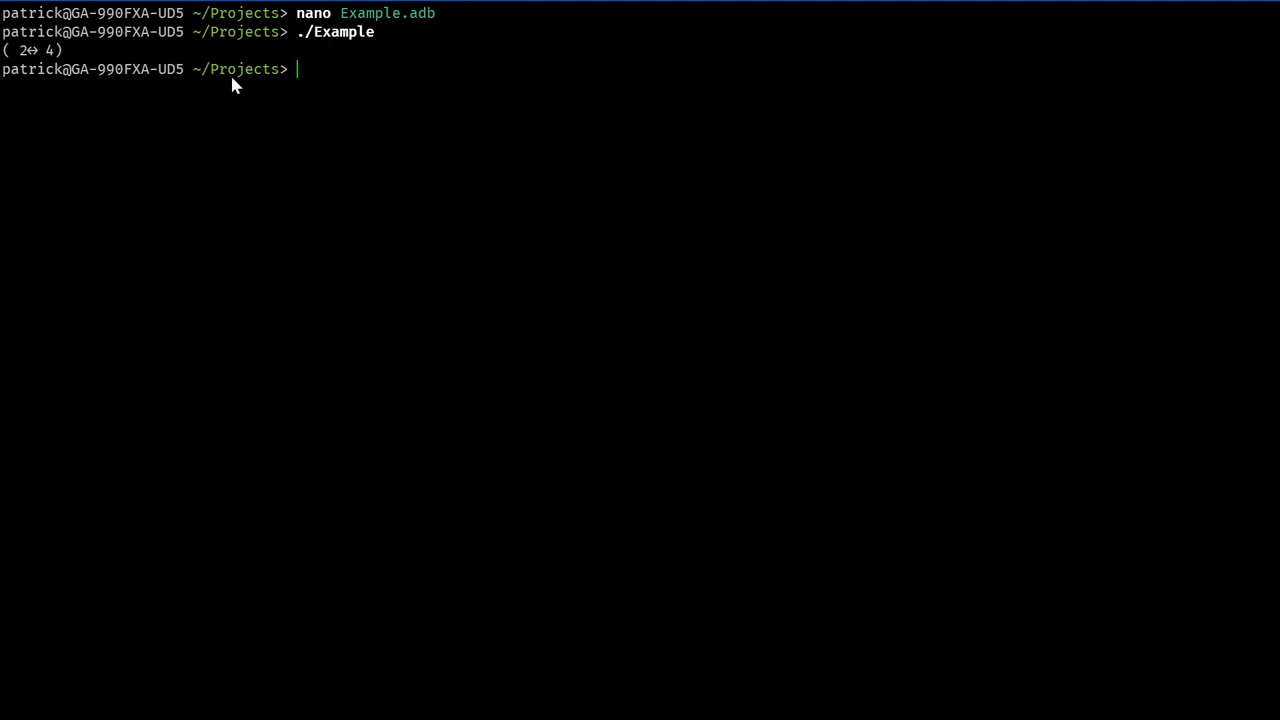 patrick@GA-990FXA-UD5 ~/Projects> nano Example.adb
patrick@GA-990FXA-UD5 ~/Projects> ./Example
( 2↔ 4)
patrick@GA-990FXA-UD5 ~/Projects>